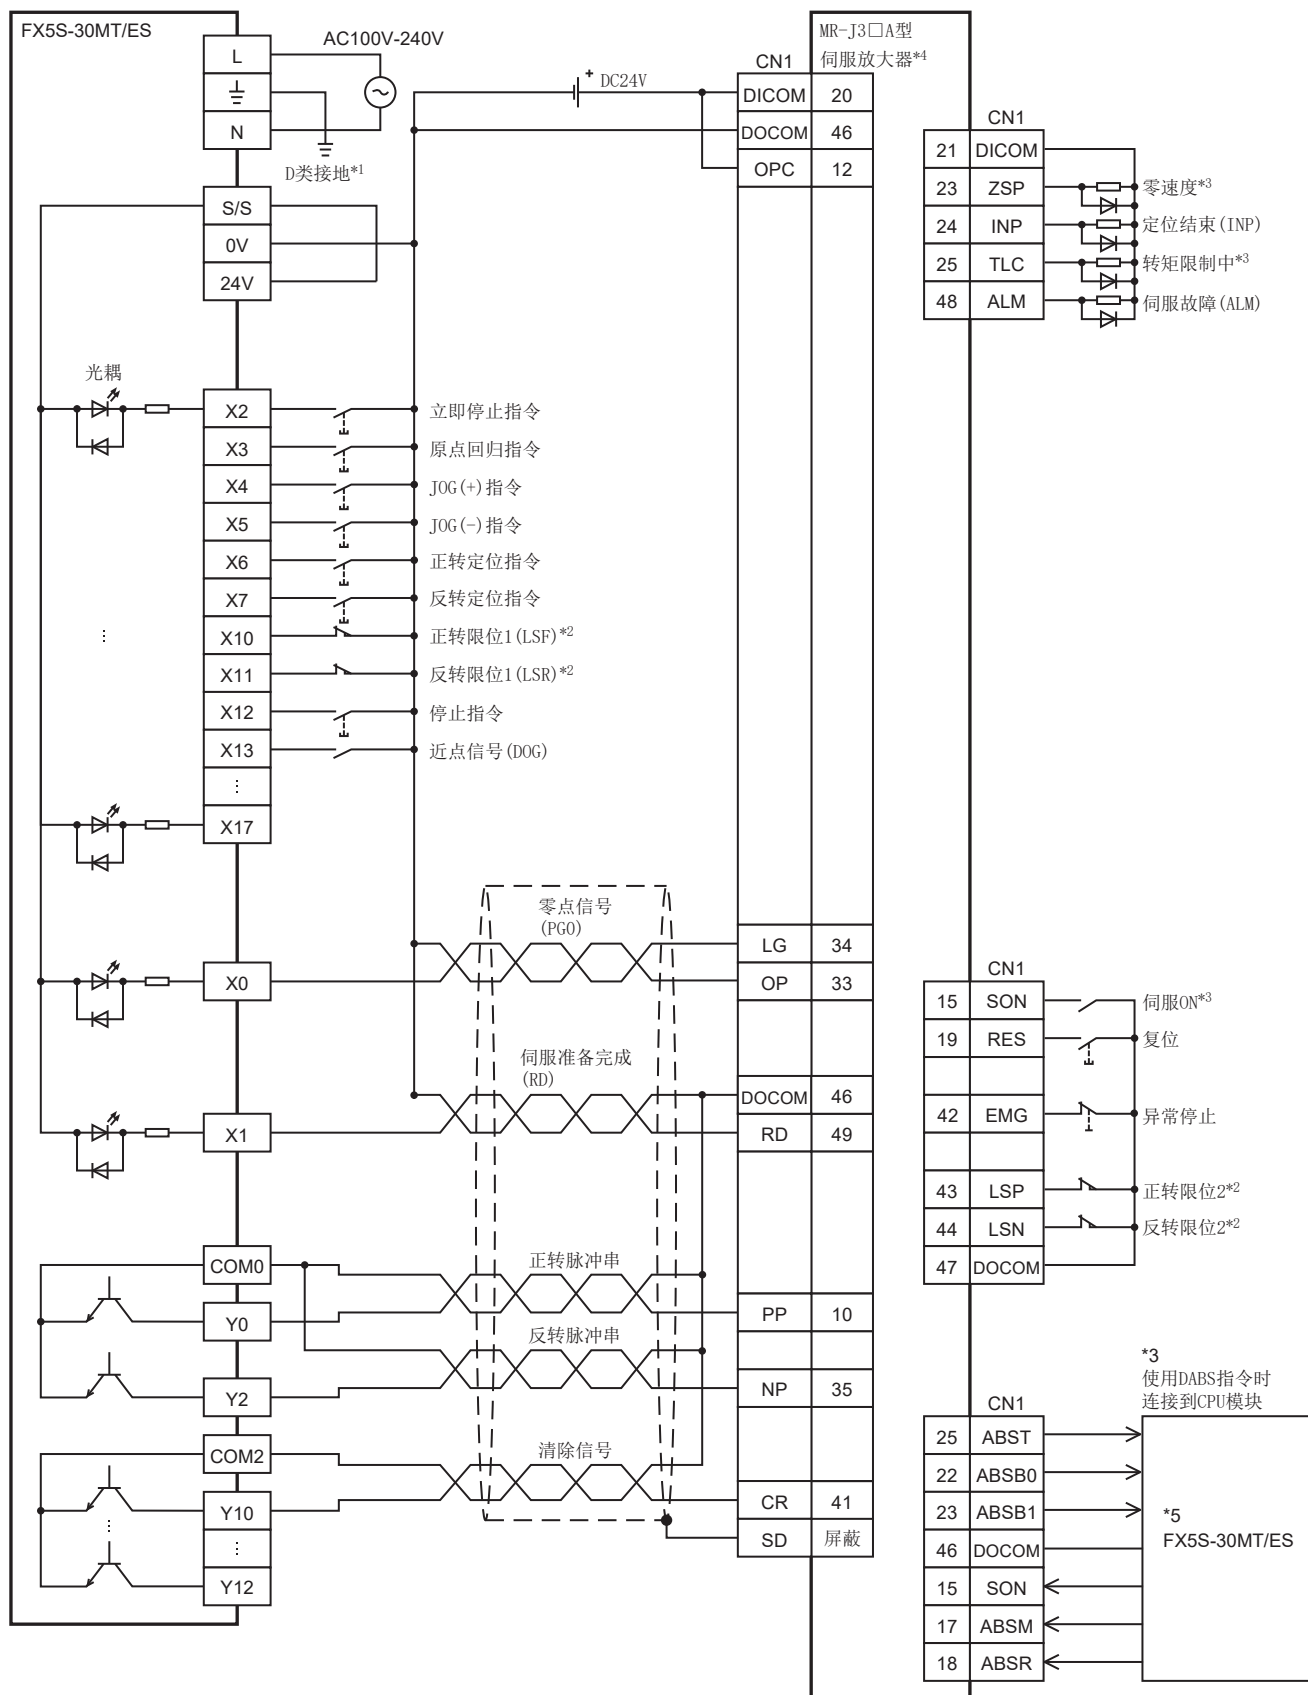 FX5S-30MT/ES
L
N
AC100V-240V
D类接地*1
S/S
0V
24V
光耦
X2 立即停止指令
X3 原点回归指令
X4 JOG(+)指令
X5 JOG(-)指令
X6 正转定位指令
X7 反转定位指令
X10 正转限位1(LSF)*2
X11 反转限位1(LSR)*2
X12 停止指令
X13 近点信号(DOG)
X17
X0
X1
COM0
Y0
Y2
COM2
Y10
Y12
零点信号
(PG0)
伺服准备完成
(RD)
正转脉冲串
反转脉冲串
清除信号
MR-J3□A型
伺服放大器*4
+ DC24V
CN1
DICOM 20
DOCOM 46
OPC 12
LG 34
OP 33
DOCOM 46
RD 49
PP 10
NP 35
CR 41
SD 屏蔽
CN1
21 DICOM
23 ZSP 零速度*3
24 INP 定位结束(INP)
25 TLC 转矩限制中*3
48 ALM 伺服故障(ALM)
CN1
15 SON 伺服ON*3
19 RES 复位
42 EMG 异常停止
43 LSP 正转限位2*2
44 LSN 反转限位2*2
47 DOCOM
*3
使用DABS指令时
连接到CPU模块
CN1
25 ABST
22 ABSB0
23 ABSB1
46 DOCOM
15 SON
17 ABSM
18 ABSR
*5
FX5S-30MT/ES